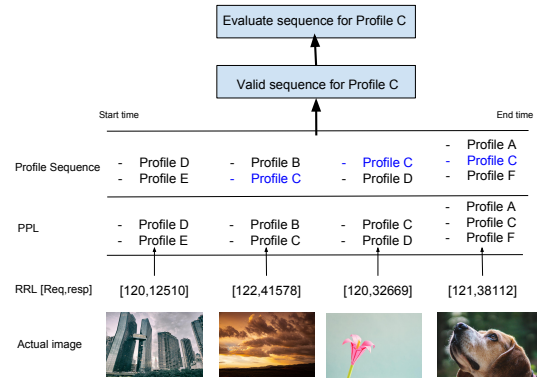 Evaluate sequence for Profile C
Valid sequence for Profile C
Start time
End time
Profile Sequence
- Profile D
- Profile E
- Profile B
- Profile C
- Profile C
- Profile D
- Profile A
- Profile C
- Profile F
PPL
- Profile D
- Profile E
- Profile B
- Profile C
- Profile C
- Profile D
- Profile A
- Profile C
- Profile F
RRL [Req,resp]
[120,12510]
[122,41578]
[120,32669]
[121,38112]
Actual image